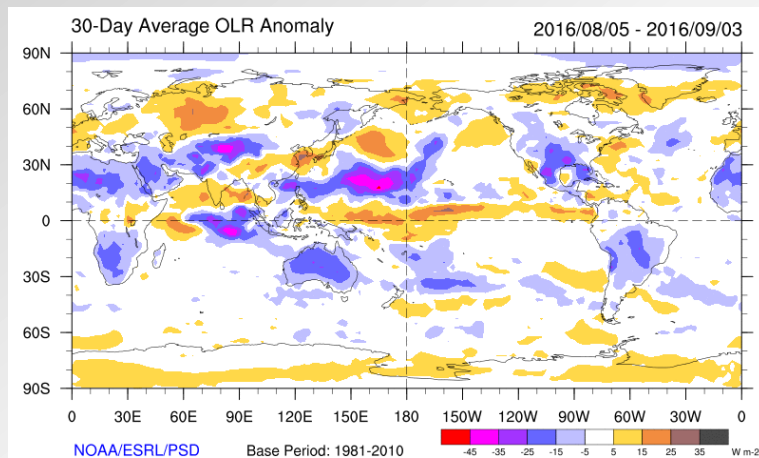 30-Day Average OLR Anomaly 2016/08/05 - 2016/09/03
90N
60N
30N
0
30S
60S
90S
0 30E 60E 90E 120E 150E 180 150W 120W 90W 60W 30W 0
NOAA/ESRL/PSD Base Period: 1981-2010 W m-2
-45 -35 -25 -15 -5 5 15 25 35